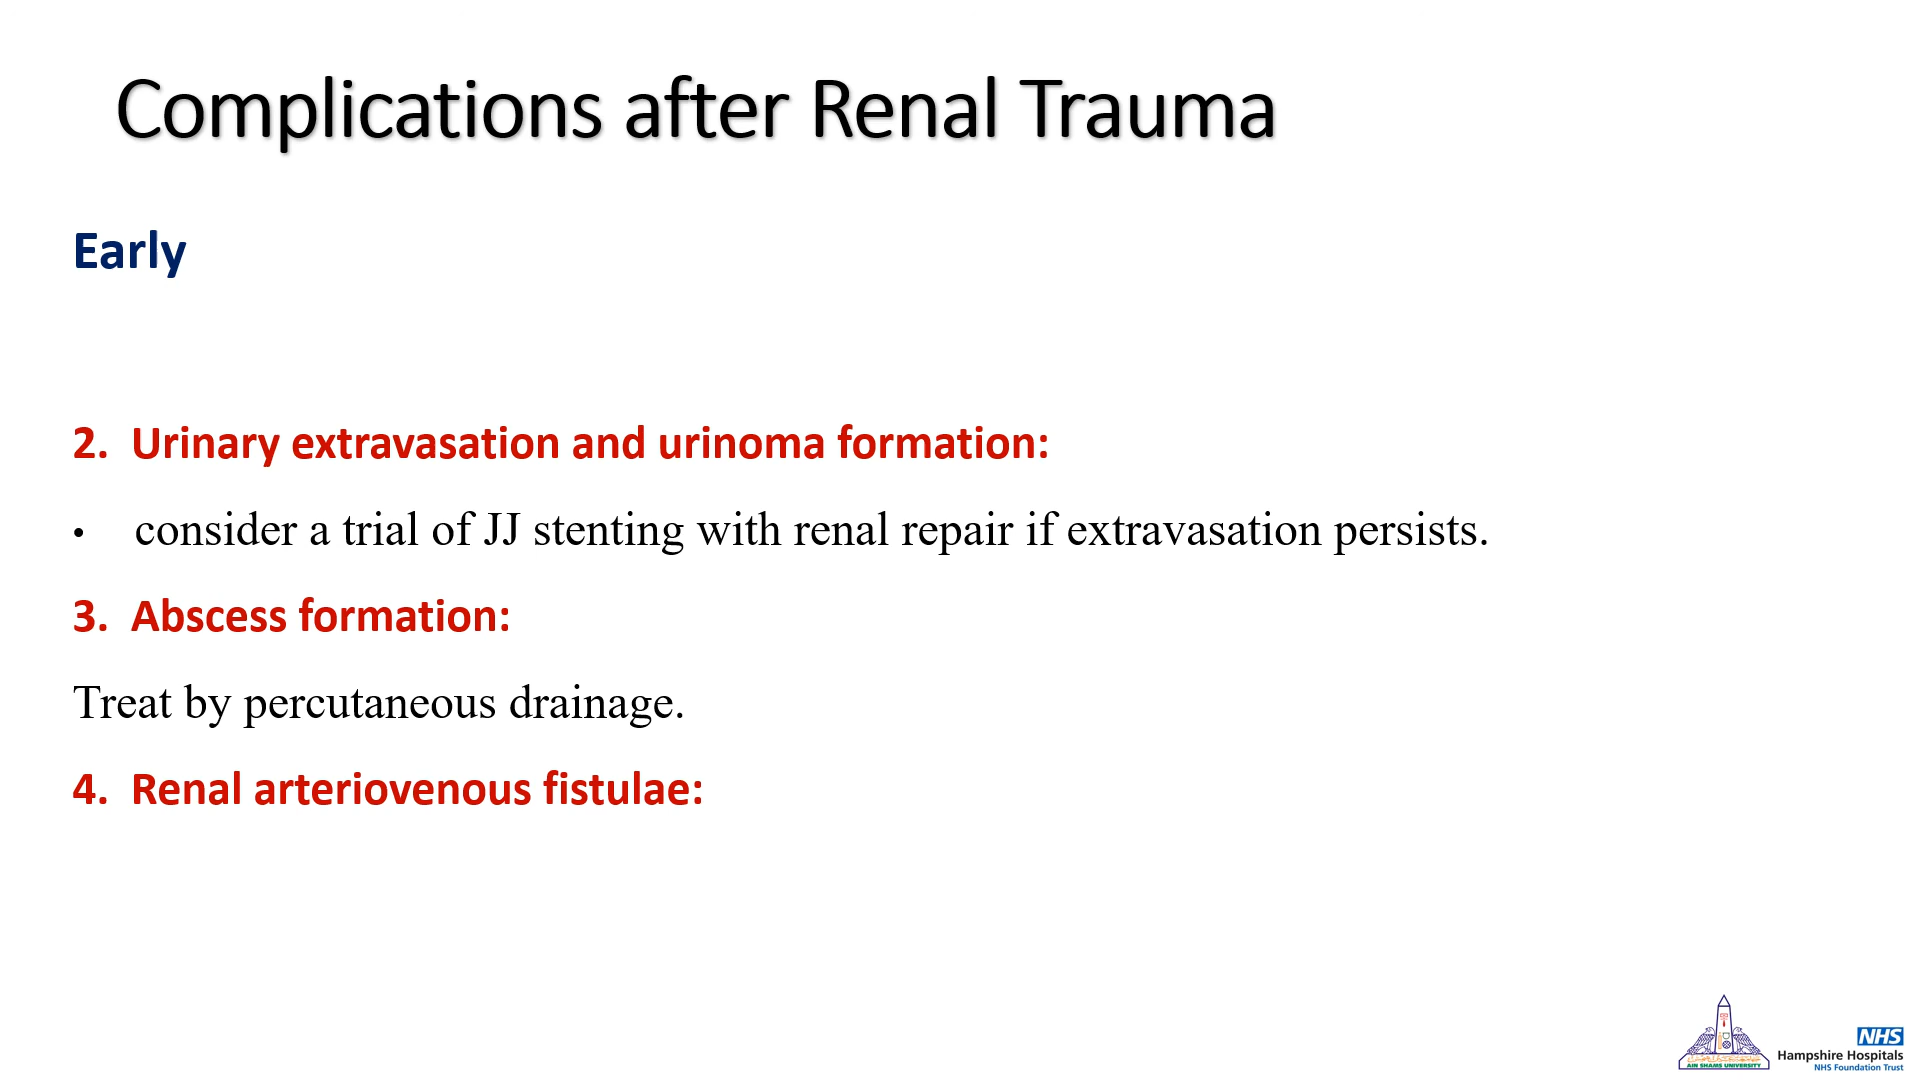 Complications after Renal Trauma
Early
2. Urinary extravasation and urinoma formation:
• consider a trial of JJ stenting with renal repair if extravasation persists.
3. Abscess formation:
Treat by percutaneous drainage.
4. Renal arteriovenous fistulae:
AIN SHAMS UNIVERSITY
NHS
Hampshire Hospitals
NHS Foundation Trust